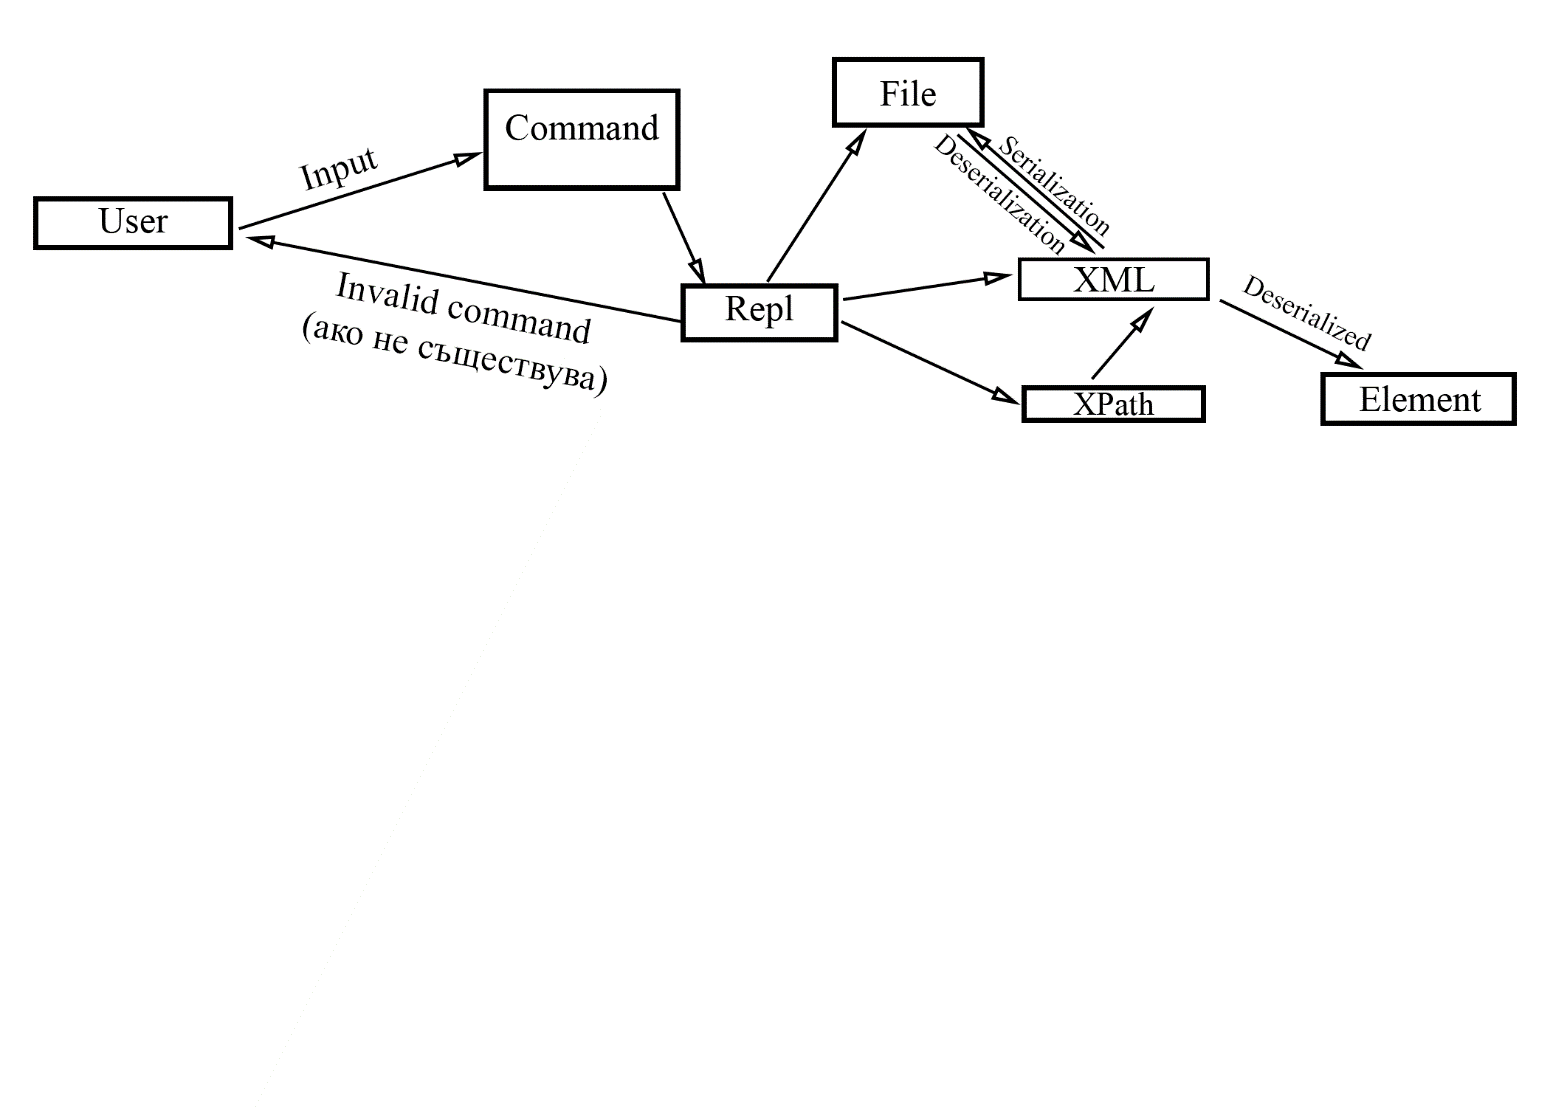 File
Command
Input
Serialization
Deserialization
User
XML
Invalid command
(ако не съществува)
Repl
Deserialized
XPath
Element